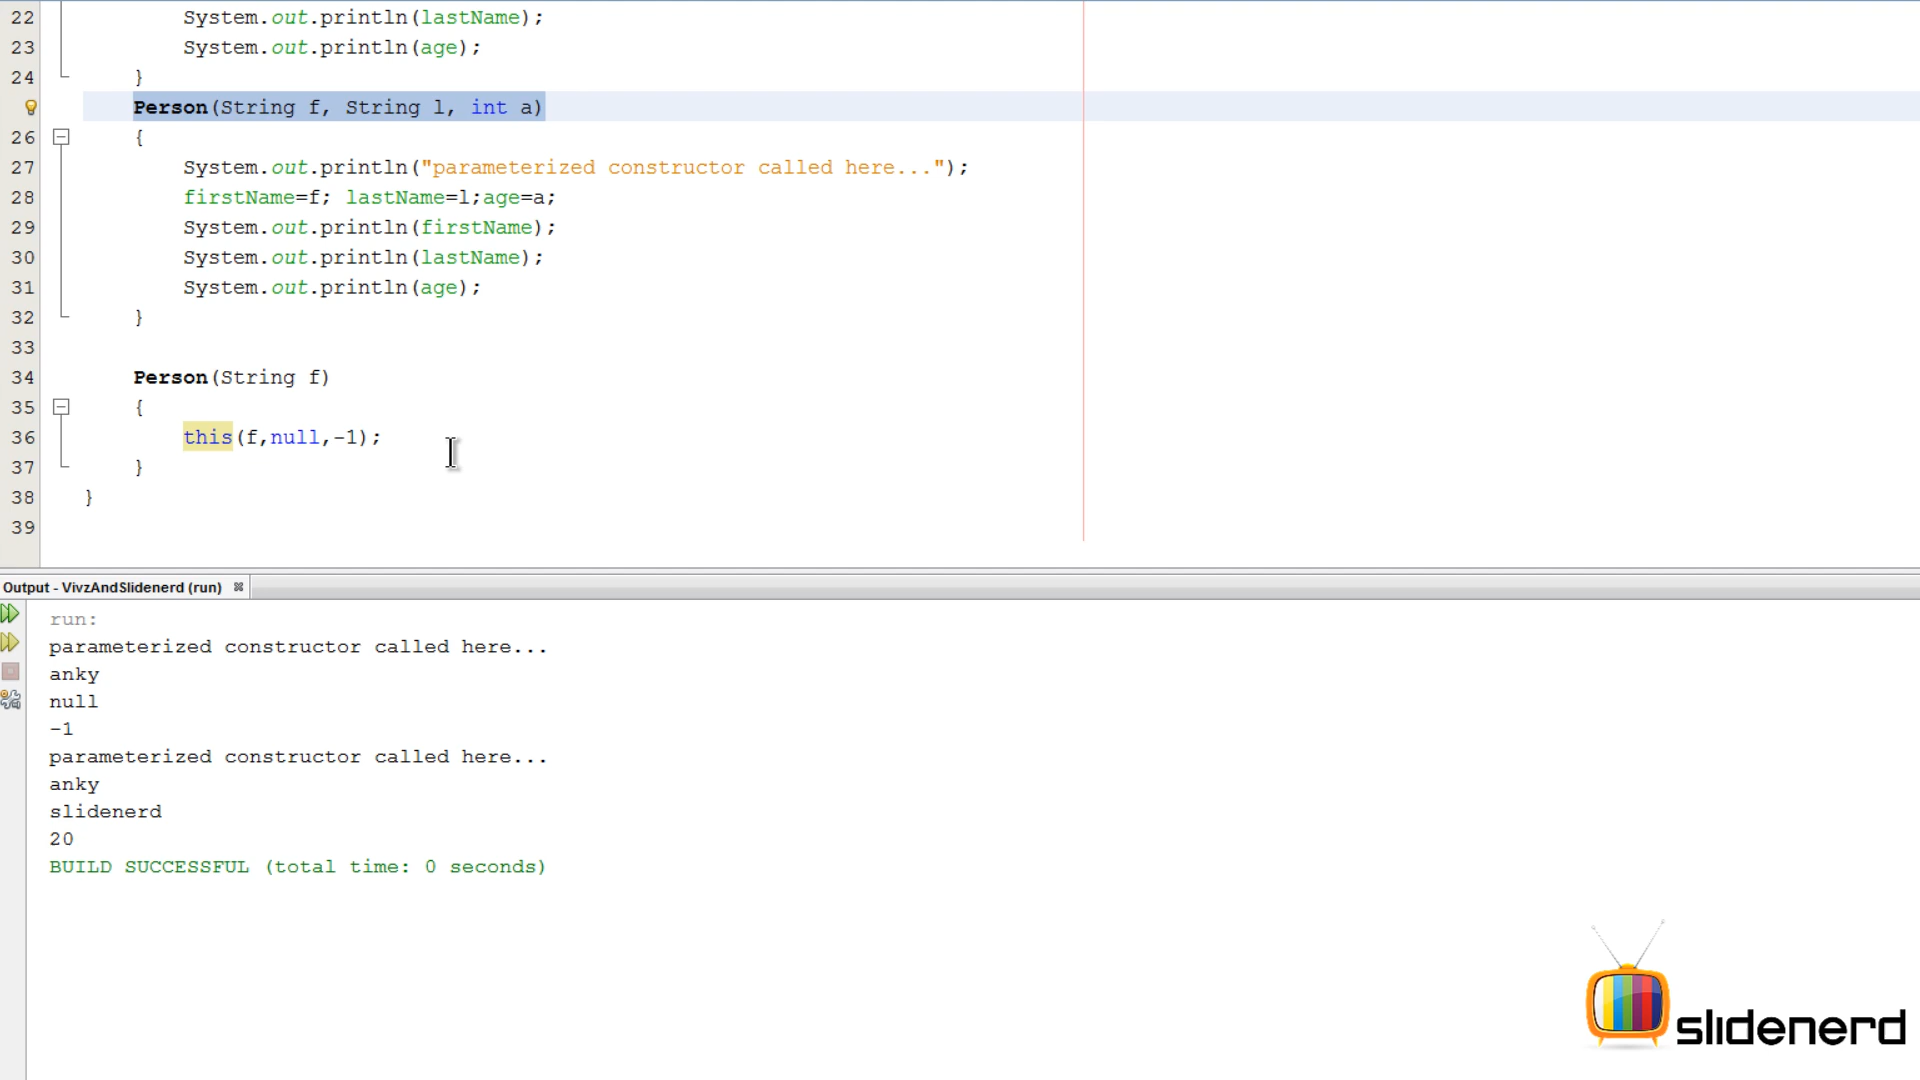 22 System.out.println(lastName);
23 System.out.println(age);
24 }
Person(String f, String l, int a)
26 {
27 System.out.println("parameterized constructor called here...");
28 firstName=f; lastName=l;age=a;
29 System.out.println(firstName);
30 System.out.println(lastName);
31 System.out.println(age);
32 }
33
34 Person(String f)
35 {
36 this(f,null,-1);
37 }
38 }
39
Output - VivzAndSlidenerd (run)
run:
parameterized constructor called here...
anky
null
-1
parameterized constructor called here...
anky
slidenerd
20
BUILD SUCCESSFUL (total time: 0 seconds)
slidenerd